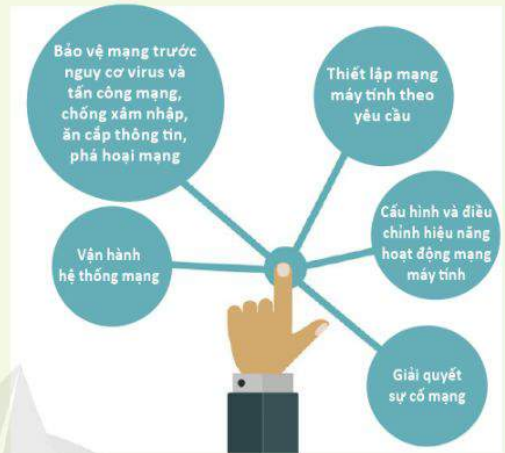 Bảo vệ mạng trước
nguy cơ virus và
tấn công mạng,
chống xâm nhập,
ăn cắp thông tin,
phá hoại mạng
Thiết lập mạng
máy tính theo
yêu cầu
Cấu hình và điều
chỉnh hiệu năng
hoạt động mạng
máy tính
Vận hành
hệ thống mạng
Giải quyết
sự cố mạng